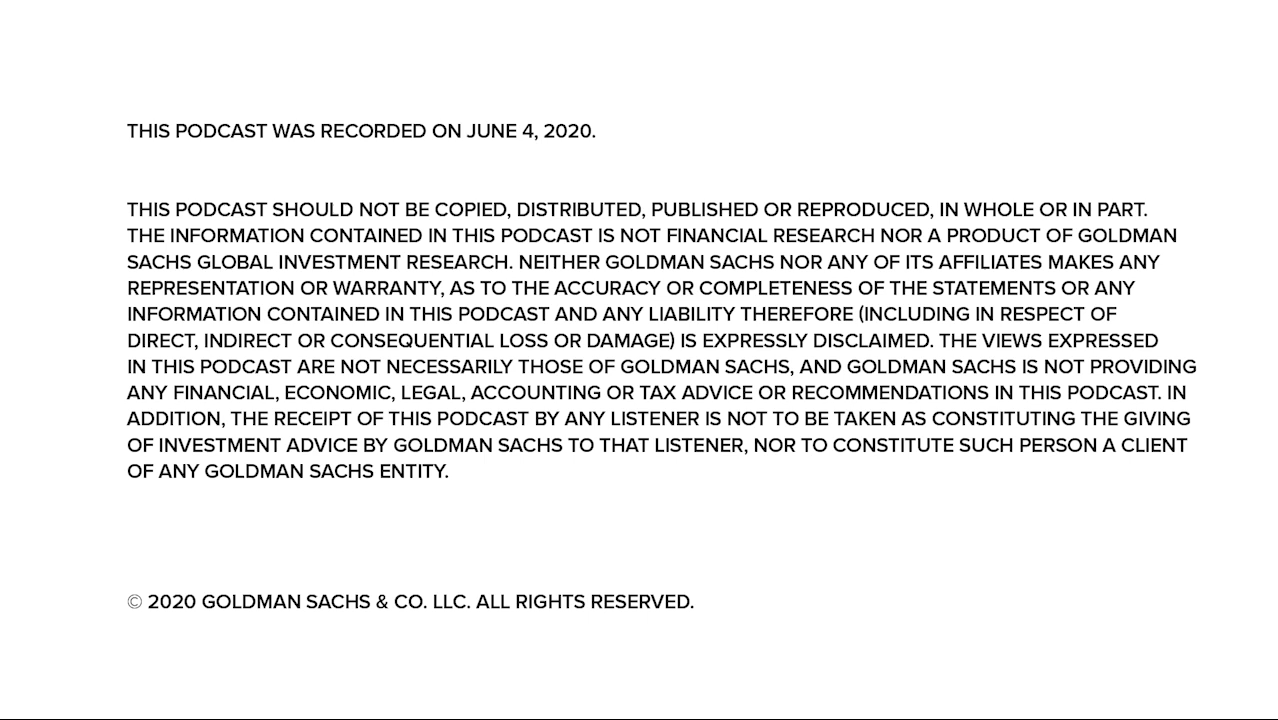 THIS PODCAST WAS RECORDED ON JUNE 4, 2020.
THIS PODCAST SHOULD NOT BE COPIED, DISTRIBUTED, PUBLISHED OR REPRODUCED, IN WHOLE OR IN PART.
THE INFORMATION CONTAINED IN THIS PODCAST IS NOT FINANCIAL RESEARCH NOR A PRODUCT OF GOLDMAN
SACHS GLOBAL INVESTMENT RESEARCH. NEITHER GOLDMAN SACHS NOR ANY OF ITS AFFILIATES MAKES ANY
REPRESENTATION OR WARRANTY, AS TO THE ACCURACY OR COMPLETENESS OF THE STATEMENTS OR ANY
INFORMATION CONTAINED IN THIS PODCAST AND ANY LIABILITY THEREFORE (INCLUDING IN RESPECT OF
DIRECT, INDIRECT OR CONSEQUENTIAL LOSS OR DAMAGE) IS EXPRESSLY DISCLAIMED. THE VIEWS EXPRESSED
IN THIS PODCAST ARE NOT NECESSARILY THOSE OF GOLDMAN SACHS, AND GOLDMAN SACHS IS NOT PROVIDING
ANY FINANCIAL, ECONOMIC, LEGAL, ACCOUNTING OR TAX ADVICE OR RECOMMENDATIONS IN THIS PODCAST. IN
ADDITION, THE RECEIPT OF THIS PODCAST BY ANY LISTENER IS NOT TO BE TAKEN AS CONSTITUTING THE GIVING
OF INVESTMENT ADVICE BY GOLDMAN SACHS TO THAT LISTENER, NOR TO CONSTITUTE SUCH PERSON A CLIENT
OF ANY GOLDMAN SACHS ENTITY.
© 2020 GOLDMAN SACHS & CO. LLC. ALL RIGHTS RESERVED.